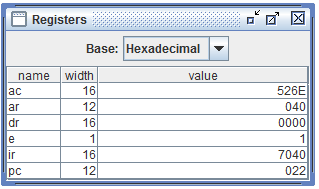 Registers
Base: Hexadecimal
name width value
ac 16 526E
ar 12 040
dr 16 0000
e 1 1
ir 16 7040
pc 12 022